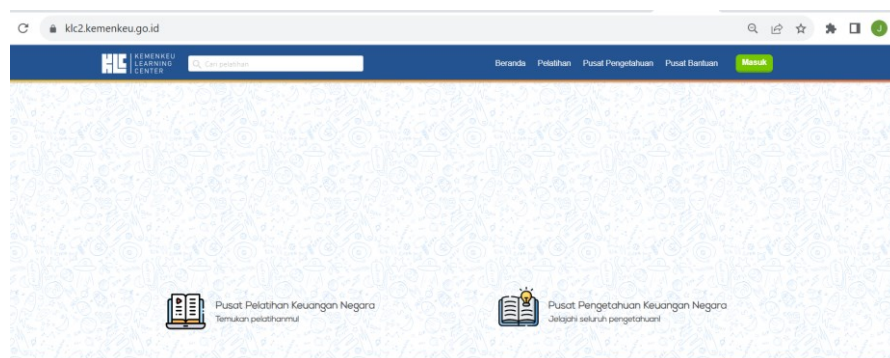 klc2.kemenkeu.go.id
J
KLC
KEMENKEU
LEARNING
CENTER
Cari pelatihan
Beranda Pelatihan Pusat Pengetahuan Pusat Bantuan Masuk
Pusat Pelatihan Keuangan Negara
Temukan pelatihanmu!
Pusat Pengetahuan Keuangan Negara
Jelajahi seluruh pengetahuan!